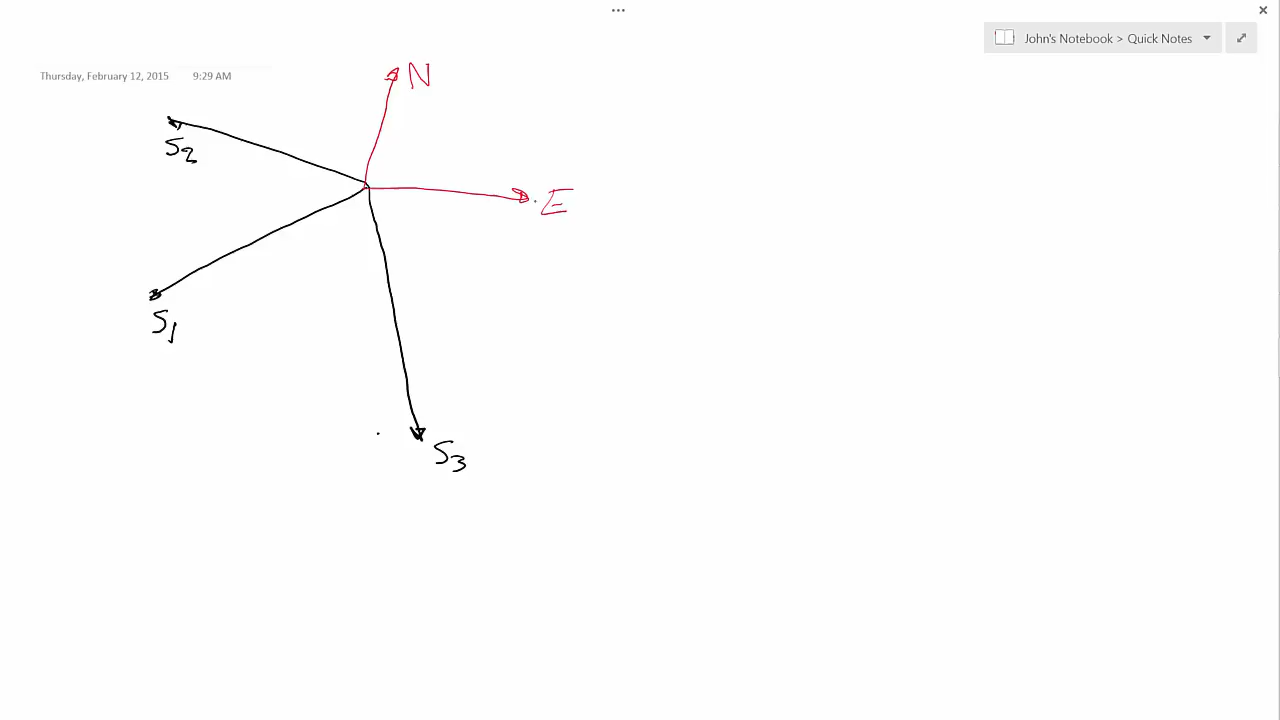 John's Notebook > Quick Notes
Thursday, February 12, 2015 9:29 AM
N
S2
E
S1
S3